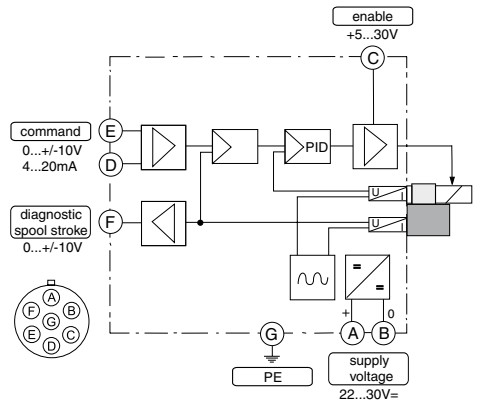 enable
+5...30V
C
command
E
0...+/-10V
D
4...20mA
PID
U
I
diagnostic
spool stroke
F
0...+/-10V
U
I
=
=
+
0
A
F
B
G
E
C
D
G
A
B
PE
supply
voltage
22...30V=